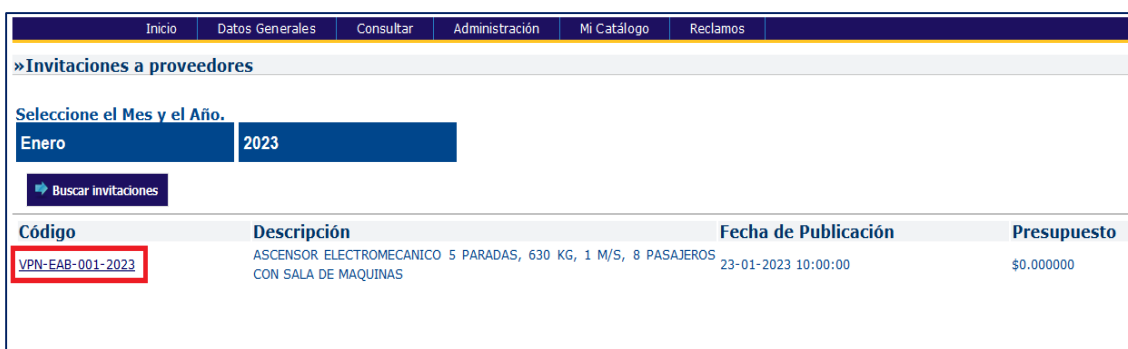 Inicio Datos Generales Consultar Administración Mi Catálogo Reclamos
»Invitaciones a proveedores
Seleccione el Mes y el Año.
Enero 2023
Buscar invitaciones
Código Descripción Fecha de Publicación Presupuesto
VPN-EAB-001-2023 ASCENSOR ELECTROMECANICO 5 PARADAS, 630 KG, 1 M/S, 8 PASAJEROS 23-01-2023 10:00:00 $0.000000
CON SALA DE MAQUINAS